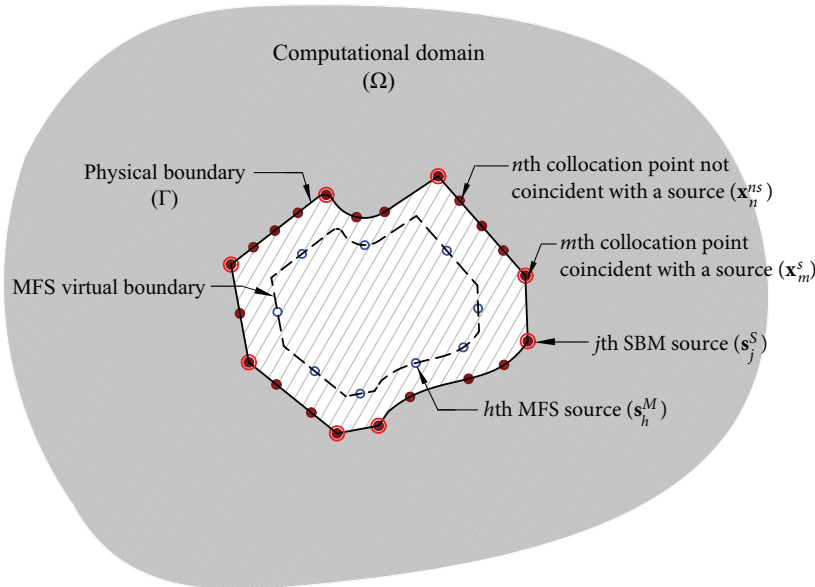 Computational domain
(Ω)
Physical boundary
(Γ)
nth collocation point not
coincident with a source (x_n^{ns})
mth collocation point
coincident with a source (x_m^s)
MFS virtual boundary
jth SBM source (s_j^S)
hth MFS source (s_h^M)